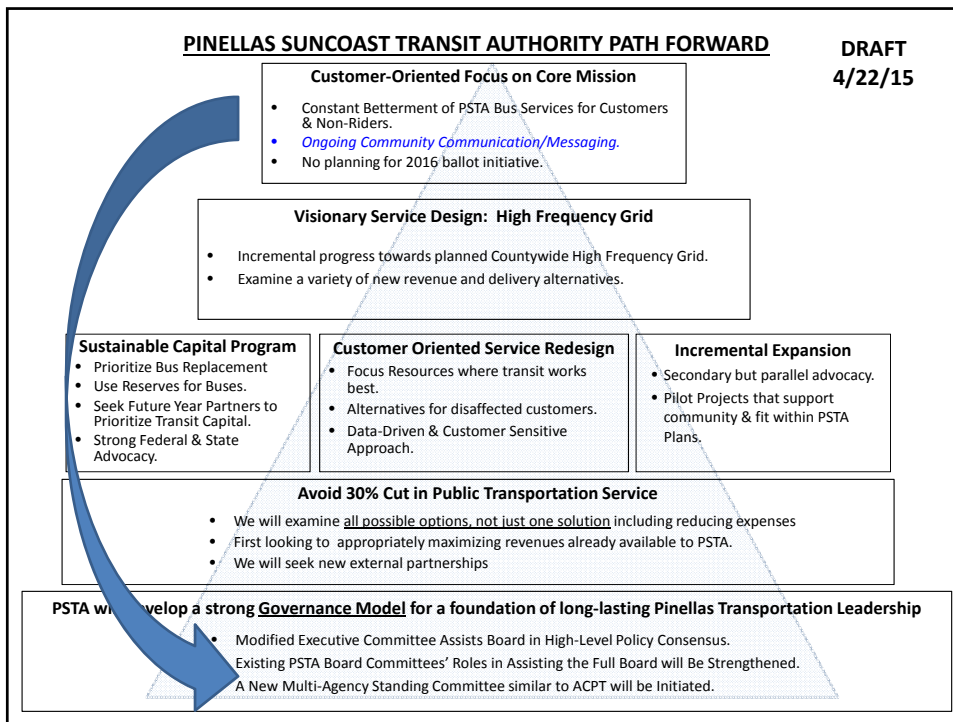 PINELLAS SUNCOAST TRANSIT AUTHORITY PATH FORWARD
DRAFT
4/22/15
Customer-Oriented Focus on Core Mission
• Constant Betterment of PSTA Bus Services for Customers
& Non-Riders.
• Ongoing Community Communication/Messaging.
• No planning for 2016 ballot initiative.
Visionary Service Design: High Frequency Grid
• Incremental progress towards planned Countywide High Frequency Grid.
• Examine a variety of new revenue and delivery alternatives.
Sustainable Capital Program
• Prioritize Bus Replacement
• Use Reserves for Buses.
• Seek Future Year Partners to
Prioritize Transit Capital.
• Strong Federal & State
Advocacy.
Customer Oriented Service Redesign
• Focus Resources where transit works
best.
• Alternatives for disaffected customers.
• Data-Driven & Customer Sensitive
Approach.
Incremental Expansion
• Secondary but parallel advocacy.
• Pilot Projects that support
community & fit within PSTA
Plans.
Avoid 30% Cut in Public Transportation Service
• We will examine all possible options, not just one solution including reducing expenses
• First looking to appropriately maximizing revenues already available to PSTA.
• We will seek new external partnerships
PSTA w evelop a strong Governance Model for a foundation of long-lasting Pinellas Transportation Leadership
• Modified Executive Committee Assists Board in High-Level Policy Consensus.
Existing PSTA Board Committees' Roles in Assisting the Full Board will Be Strengthened.
A New Multi-Agency Standing Committee similar to ACPT will be Initiated.